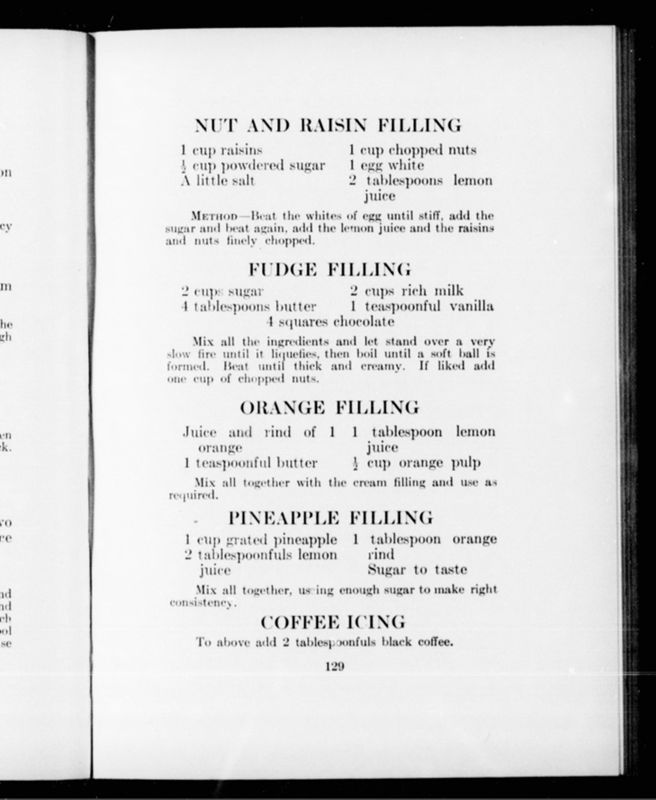 NUT AND RAISIN FILLING
1 cup raisins 1 cup chopped nuts
½ cup powdered sugar 1 egg white
A little salt 2 tablespoons lemon
juice
METHOD—Beat the whites of egg until stiff, add the
sugar and beat again, add the lemon juice and the raisins
and nuts finely chopped.
FUDGE FILLING
2 cups sugar 2 cups rich milk
4 tablespoons butter 1 teaspoonful vanilla
4 squares chocolate
Mix all the ingredients and let stand over a very
slow fire until it liquefies, then boil until a soft ball is
formed. Beat until thick and creamy. If liked add
one cup of chopped nuts.
ORANGE FILLING
Juice and rind of 1 1 tablespoon lemon
orange juice
1 teaspoonful butter ½ cup orange pulp
Mix all together with the cream filling and use as
required.
PINEAPPLE FILLING
1 cup grated pineapple 1 tablespoon orange
2 tablespoonfuls lemon rind
juice Sugar to taste
Mix all together, using enough sugar to make right
consistency.
COFFEE ICING
To above add 2 tablespoonfuls black coffee.
129